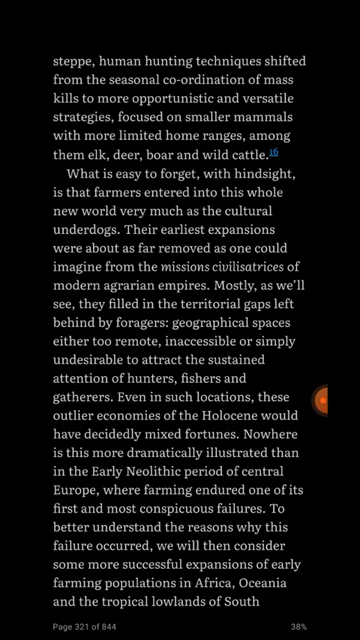 steppe, human hunting techniques shifted
from the seasonal co-ordination of mass
kills to more opportunistic and versatile
strategies, focused on smaller mammals
with more limited home ranges, among
them elk, deer, boar and wild cattle.16
What is easy to forget, with hindsight,
is that farmers entered into this whole
new world very much as the cultural
underdogs. Their earliest expansions
were about as far removed as one could
imagine from the missions civilisatrices of
modern agrarian empires. Mostly, as we'll
see, they filled in the territorial gaps left
behind by foragers: geographical spaces
either too remote, inaccessible or simply
undesirable to attract the sustained
attention of hunters, fishers and
gatherers. Even in such locations, these
outlier economies of the Holocene would
have decidedly mixed fortunes. Nowhere
is this more dramatically illustrated than
in the Early Neolithic period of central
Europe, where farming endured one of its
first and most conspicuous failures. To
better understand the reasons why this
failure occurred, we will then consider
some more successful expansions of early
farming populations in Africa, Oceania
and the tropical lowlands of South
Page 321 of 844 38%